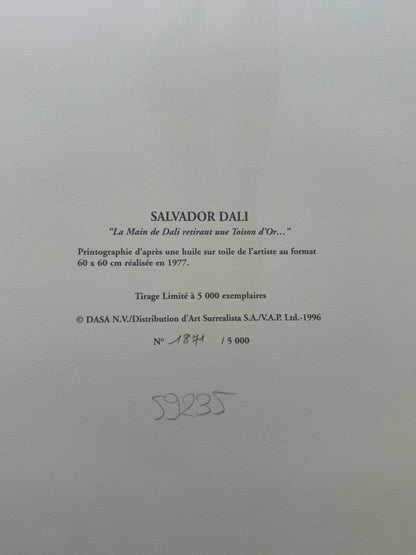 SALVADOR DALI
"La Main de Dali retirant une Toison d'Or..."
Printographie d'après une huile sur toile de l'artiste au format
60 x 60 cm réalisée en 1977.
Tirage Limité à 5 000 exemplaires
© DASA N.V./Distribution d'Art Surrealista S.A./V.A.P. Ltd.-1996
N° 1871 / 5 000
59235